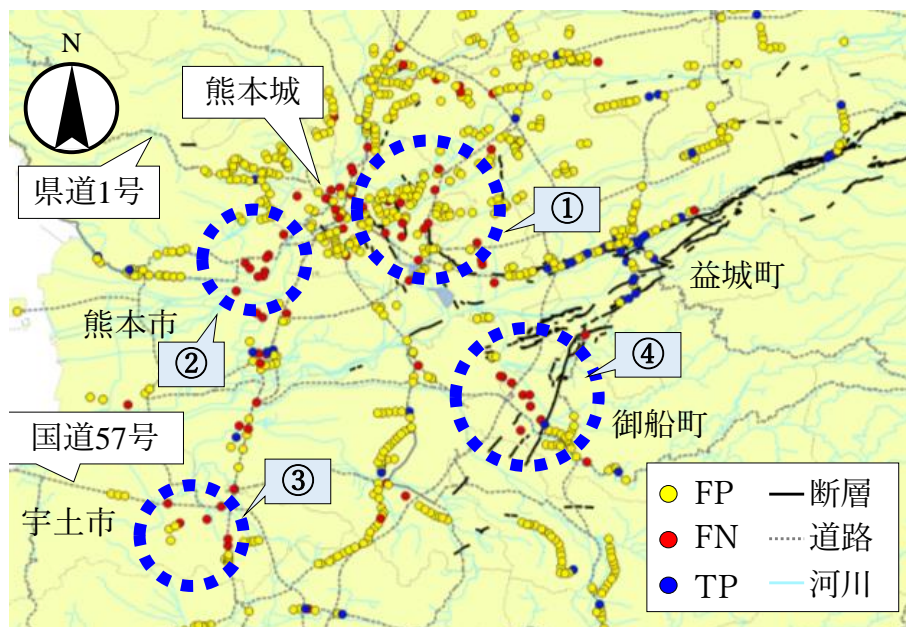 N
熊本城
県道1号
①
益城町
熊本市
②
④
御船町
国道57号
③
宇土市
FP
断層
FN
道路
TP
河川